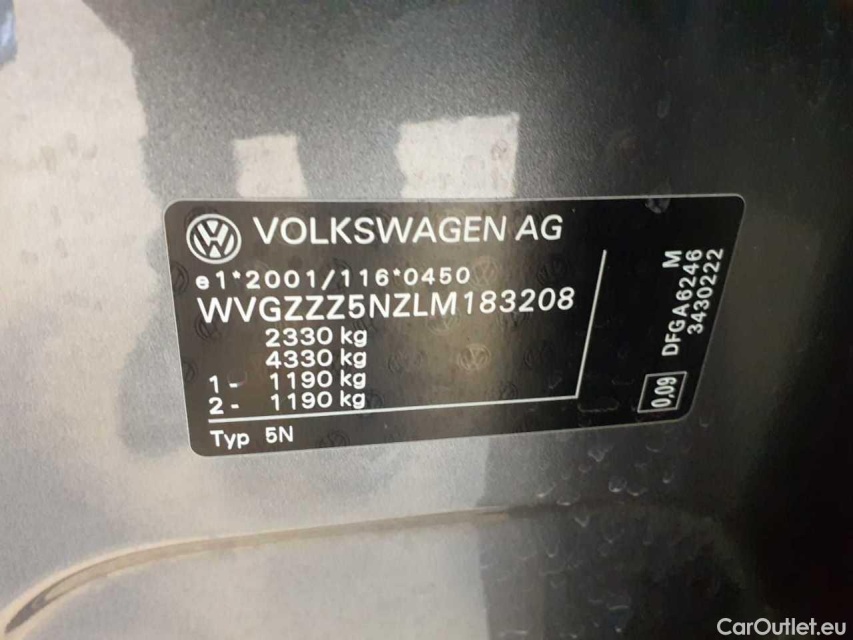 VOLKSWAGEN AG
e1*2001/116*0450
WVGZZZ5NZLM183208
2330 kg
4330 kg
1 - 1190 kg
2 - 1190 kg
Typ 5N
M
DFGA6246
3430222
0,09
CarOutlet.eu